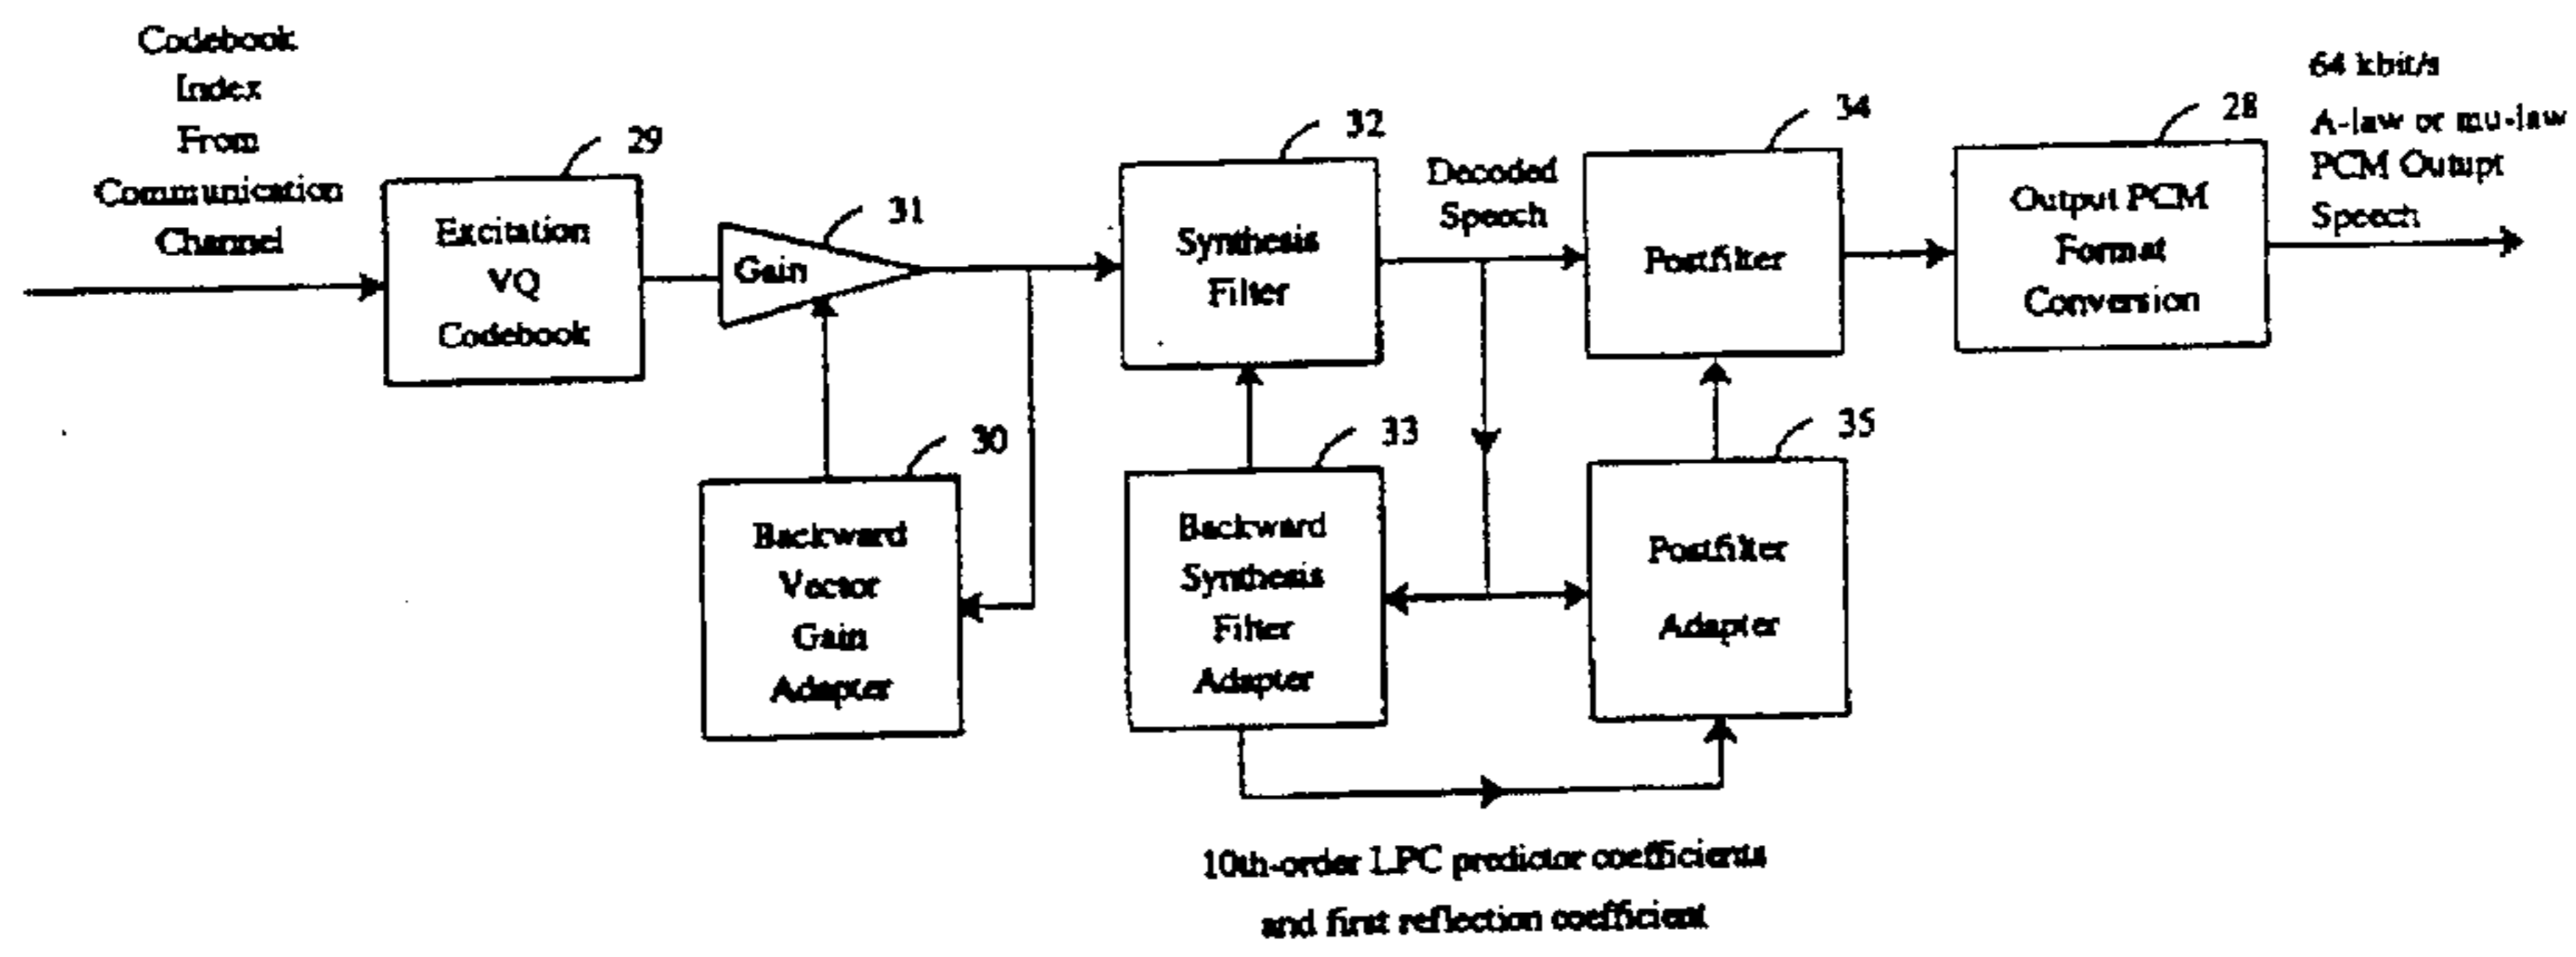 Codebook
Index
From
Communication
Channel
29
Excitation
VQ
Codebook
31
Gain
30
Backward
Vector
Gain
Adapter
32
Synthesis
Filter
33
Backward
Synthesis
Filter
Adapter
Decoded
Speech
34
Postfilter
35
Postfilter
Adapter
28
Output PCM
Format
Conversion
64 kbit/s
A-law or mu-law
PCM Outupt
Speech
10th-order LPC predictor coefficients
and first reflection coefficient